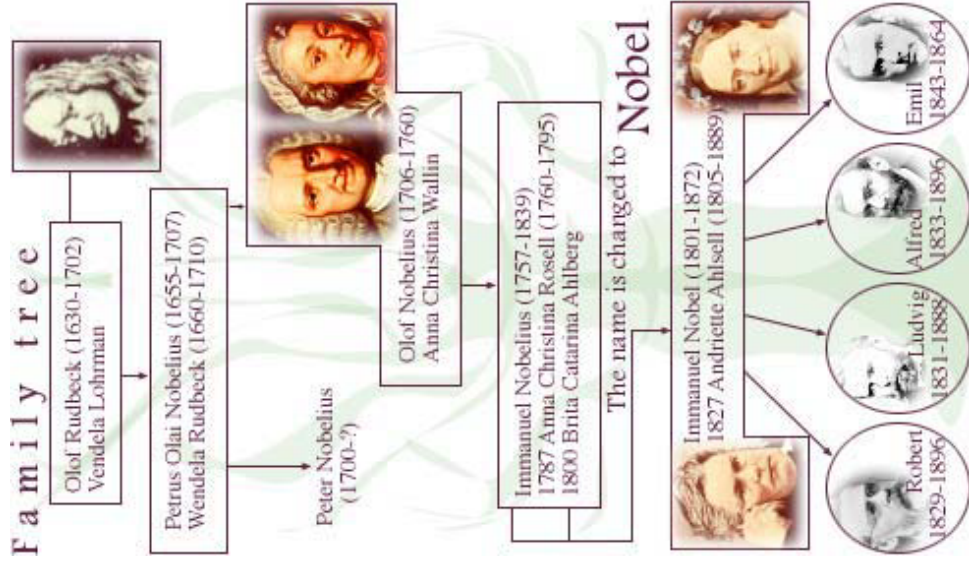 Family tree
Olof Rudbeck (1630-1702)
Vendela Lohrman
Petrus Olai Nobelius (1655-1707)
Wendela Rudbeck (1660-1710)
Peter Nobelius
(1700-?)
Olof Nobelius (1706-1760)
Anna Christina Wallin
Immanuel Nobelius (1757-1839)
1787 Anna Christina Rosell (1760-1795)
1800 Brita Catarina Ahlberg
The name is changed to Nobel
Immanuel Nobel (1801-1872)
1827 Andriette Ahlsell (1805-1889)
Robert
1829-1896
Ludvig
1831-1888
Alfred
1833-1896
Emil
1843-1864